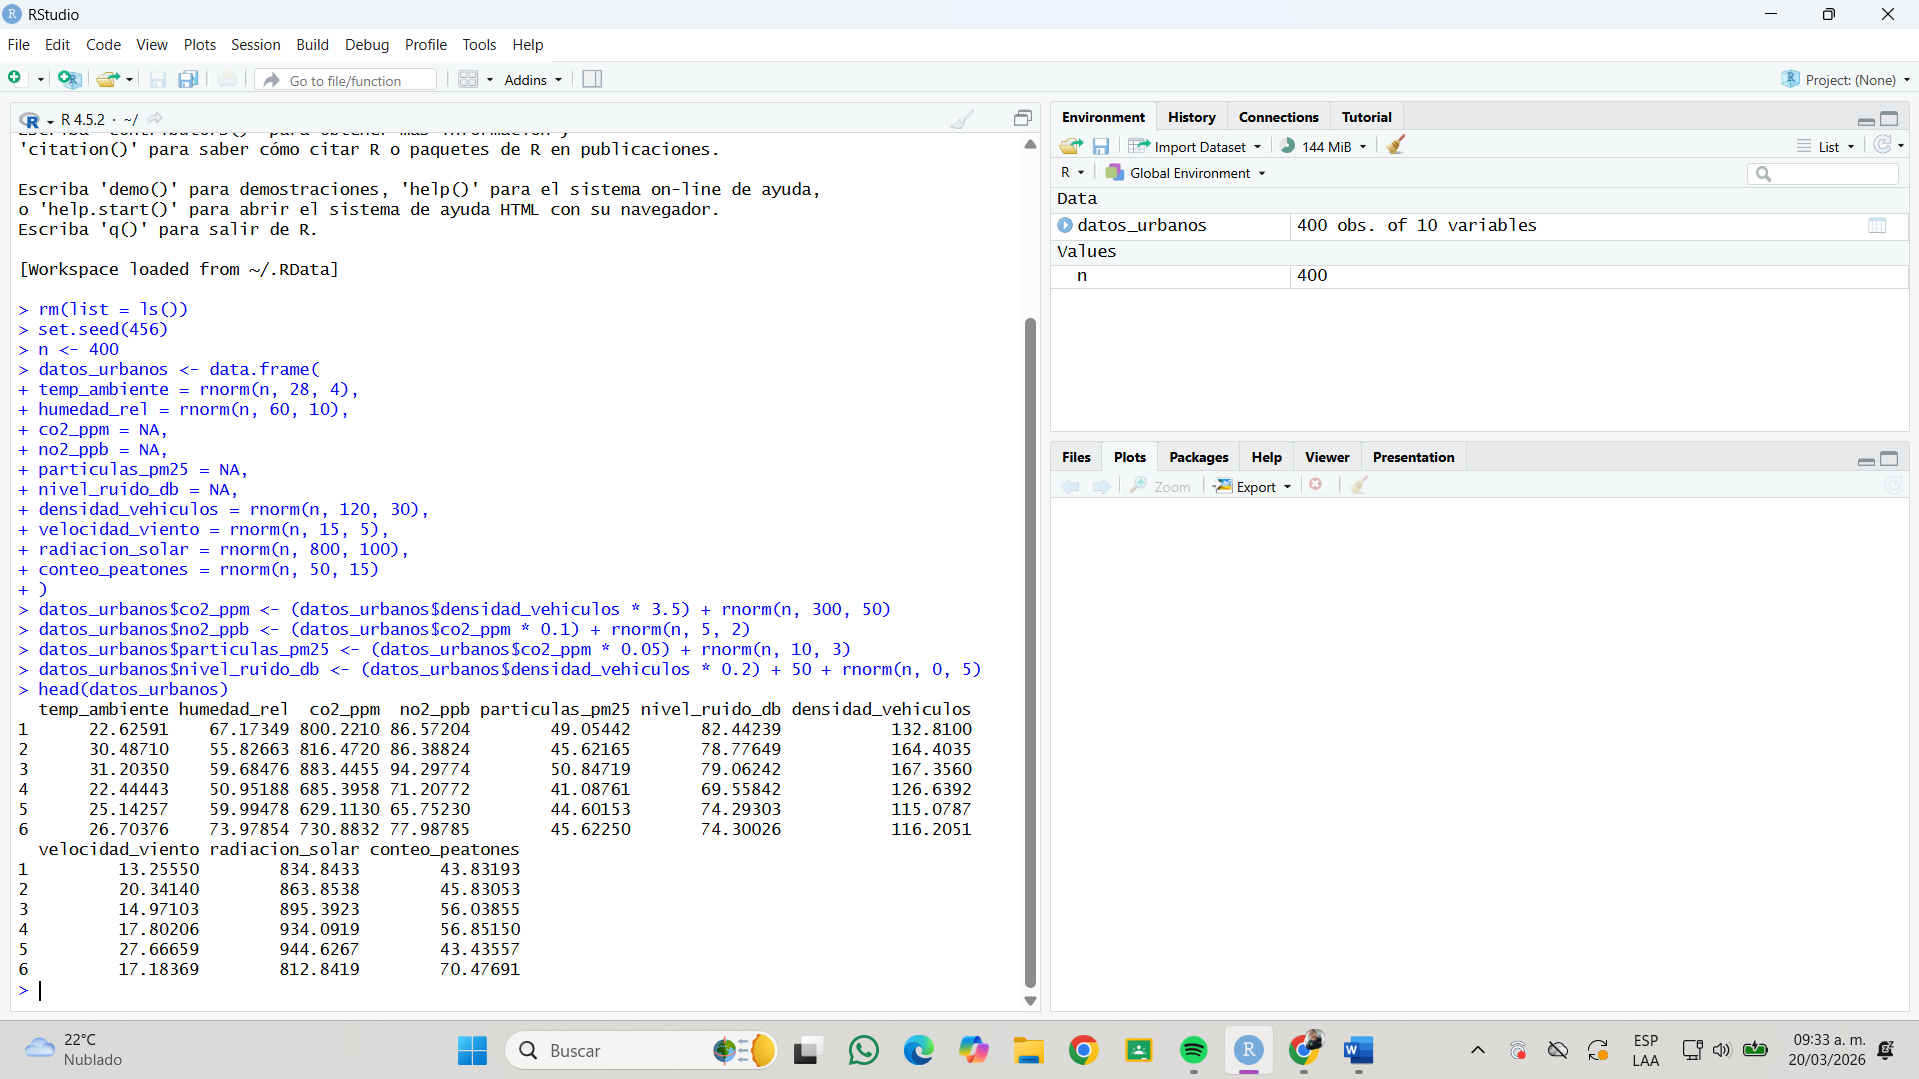 RStudio
File Edit Code View Plots Session Build Debug Profile Tools Help
Go to file/function Addins Project: (None)
R 4.5.2 · ~/
'citation()' para saber cómo citar R o paquetes de R en publicaciones.
Escriba 'demo()' para demostraciones, 'help()' para el sistema on-line de ayuda,
o 'help.start()' para abrir el sistema de ayuda HTML con su navegador.
Escriba 'q()' para salir de R.
[Workspace loaded from ~/.RData]
> rm(list = ls())
> set.seed(456)
> n <- 400
> datos_urbanos <- data.frame(
+ temp_ambiente = rnorm(n, 28, 4),
+ humedad_rel = rnorm(n, 60, 10),
+ co2_ppm = NA,
+ no2_ppb = NA,
+ particulas_pm25 = NA,
+ nivel_ruido_db = NA,
+ densidad_vehiculos = rnorm(n, 120, 30),
+ velocidad_viento = rnorm(n, 15, 5),
+ radiacion_solar = rnorm(n, 800, 100),
+ conteo_peatones = rnorm(n, 50, 15)
+ )
> datos_urbanos$co2_ppm <- (datos_urbanos$densidad_vehiculos * 3.5) + rnorm(n, 300, 50)
> datos_urbanos$no2_ppb <- (datos_urbanos$co2_ppm * 0.1) + rnorm(n, 5, 2)
> datos_urbanos$particulas_pm25 <- (datos_urbanos$co2_ppm * 0.05) + rnorm(n, 10, 3)
> datos_urbanos$nivel_ruido_db <- (datos_urbanos$densidad_vehiculos * 0.2) + 50 + rnorm(n, 0, 5)
> head(datos_urbanos)
temp_ambiente humedad_rel co2_ppm no2_ppb particulas_pm25 nivel_ruido_db densidad_vehiculos
1 22.62591 67.17349 800.2210 86.57204 49.05442 82.44239 132.8100
2 30.48710 55.82663 816.4720 86.38824 45.62165 78.77649 164.4035
3 31.20350 59.68476 883.4455 94.29774 50.84719 79.06242 167.3560
4 22.44443 50.95188 685.3958 71.20772 41.08761 69.55842 126.6392
5 25.14257 59.99478 629.1130 65.75230 44.60153 74.29303 115.0787
6 26.70376 73.97854 730.8832 77.98785 45.62250 74.30026 116.2051
velocidad_viento radiacion_solar conteo_peatones
1 13.25550 834.8433 43.83193
2 20.34140 863.8538 45.83053
3 14.97103 895.3923 56.03855
4 17.80206 934.0919 56.85150
5 27.66659 944.6267 43.43557
6 17.18369 812.8419 70.47691
>
Environment History Connections Tutorial
Import Dataset 144 MiB List
R Global Environment
Data
datos_urbanos 400 obs. of 10 variables
Values
n 400
Files Plots Packages Help Viewer Presentation
Zoom Export
22°C
Nublado
Buscar
ESP
LAA
09:33 a. m.
20/03/2026